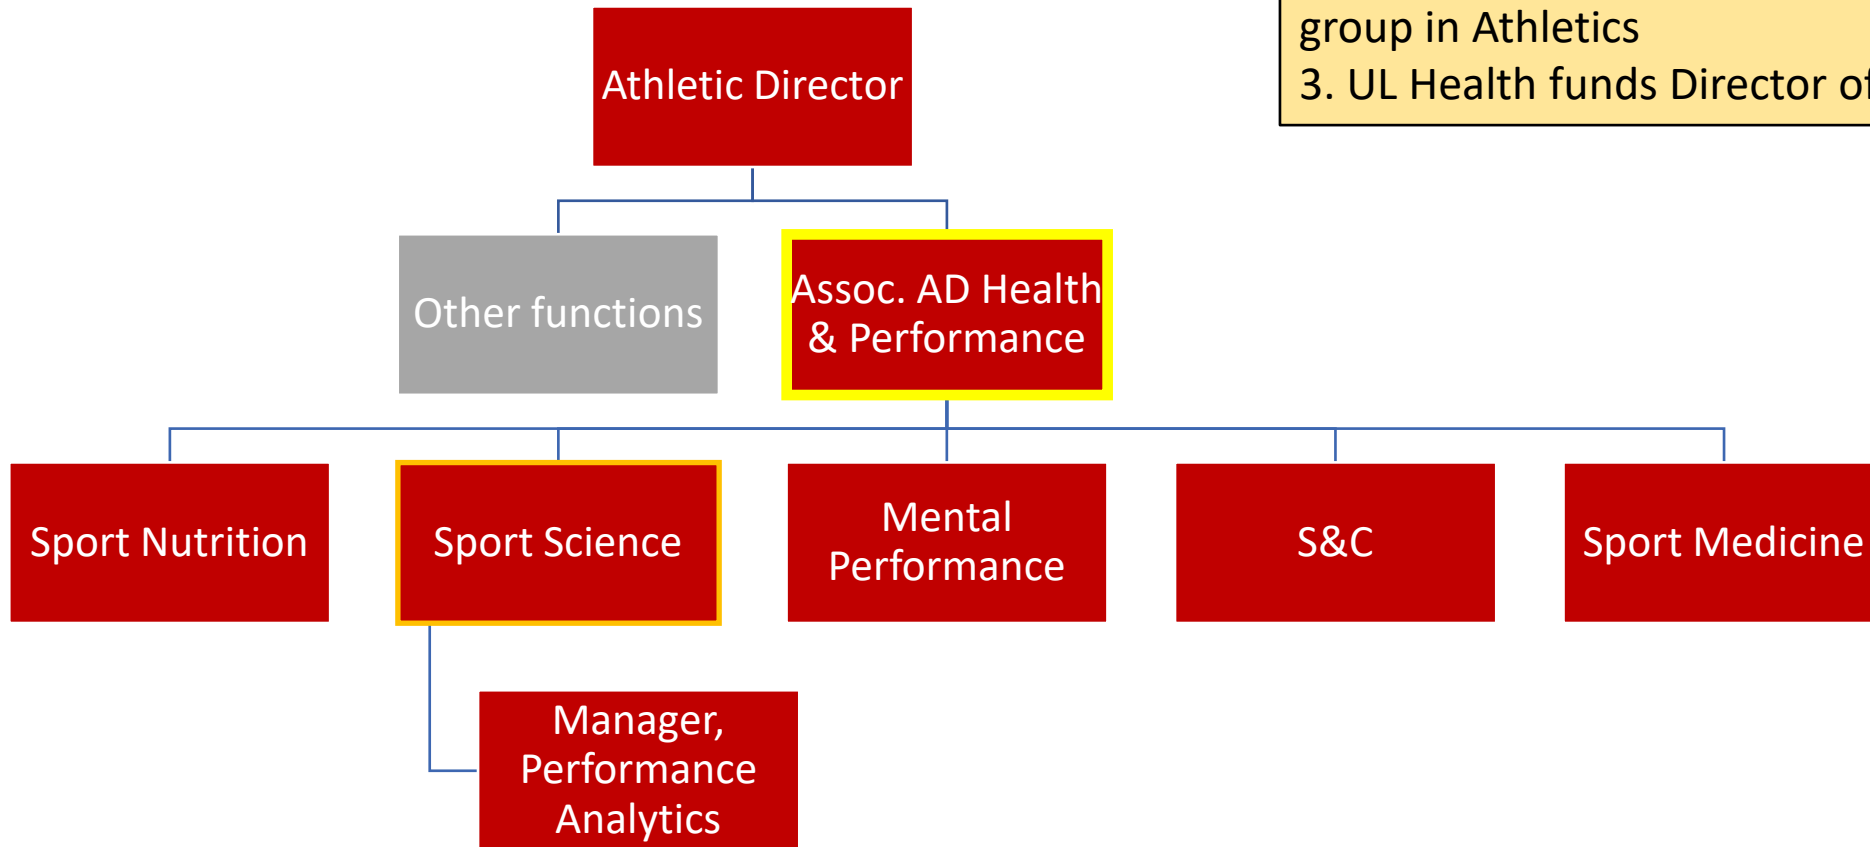 group in Athletics
3. UL Health funds Director of
Athletic Director
Other functions
Assoc. AD Health
& Performance
Sport Nutrition
Sport Science
Mental
Performance
S&C
Sport Medicine
Manager,
Performance
Analytics